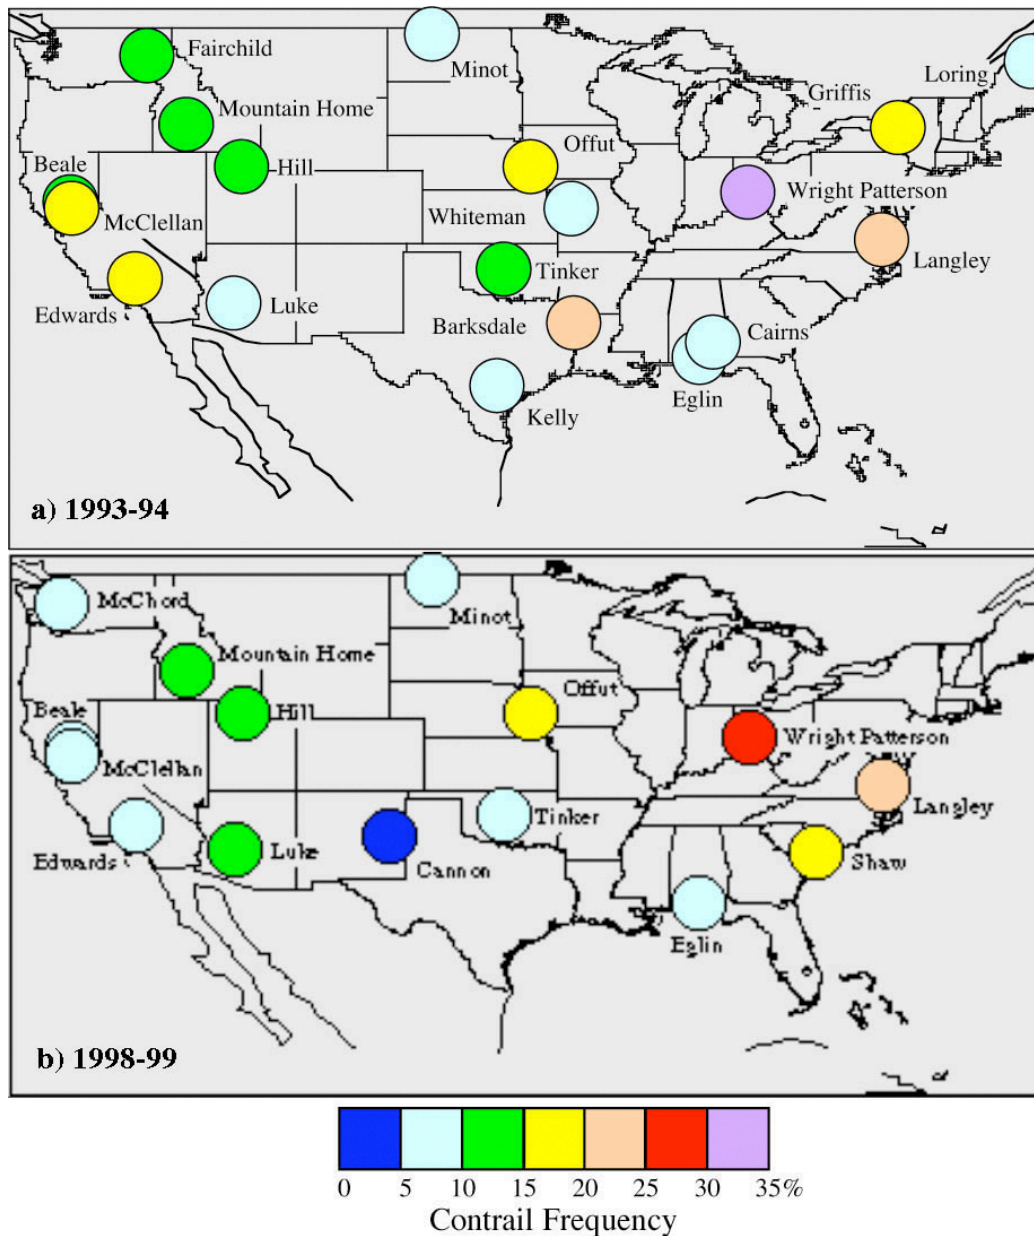 Fairchild
Minot
Loring
Griffis
Mountain Home
Offut
Beale
Hill
Wright Patterson
Whiteman
McClellan
Langley
Tinker
Luke
Edwards
Barksdale
Cairns
Eglin
Kelly
a) 1993-94
McChord
Minot
Mountain Home
Offut
Beale
Hill
Wright Patterson
McClellan
Langley
Tinker
Edwards
Luke
Cannon
Shaw
Eglin
b) 1998-99
0 5 10 15 20 25 30 35%
Contrail Frequency